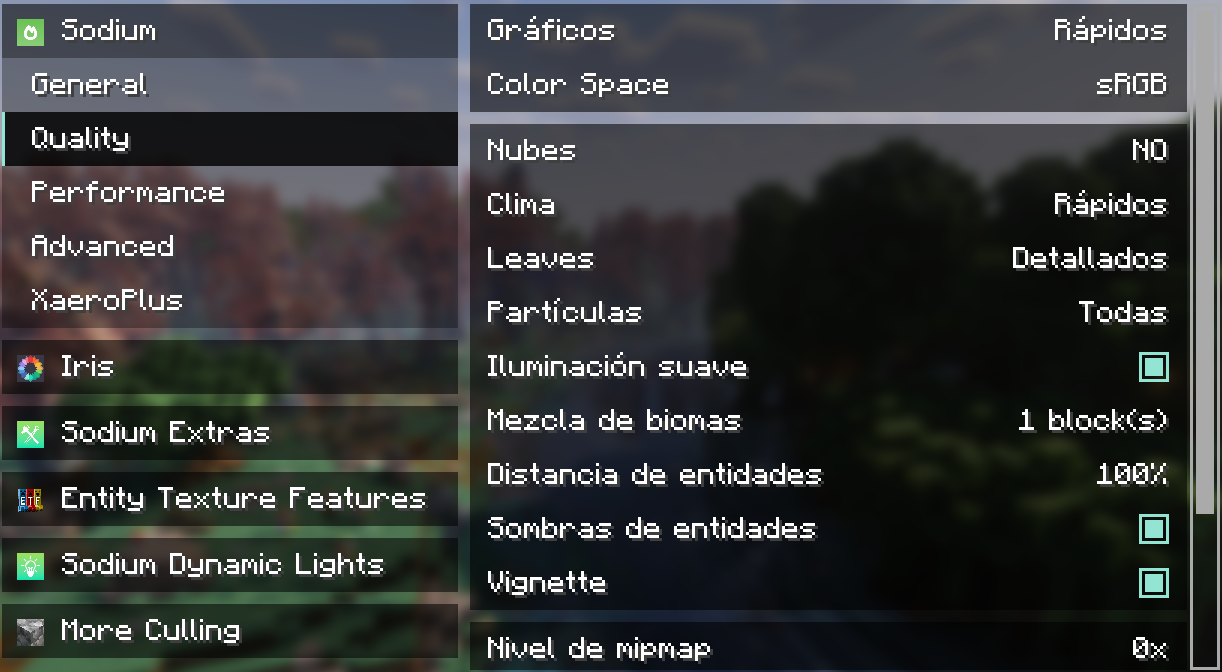 Sodium
General
Quality
Performance
Advanced
XaeroPlus
Iris
Sodium Extras
ETF
Entity Texture Features
Sodium Dynamic Lights
More Culling
Gráficos Rápidos
Color Space sRGB
Nubes NO
Clima Rápidos
Leaves Detallados
Partículas Todas
Iluminación suave
Mezcla de biomas 1 block(s)
Distancia de entidades 100%
Sombras de entidades
Vignette
Nivel de mipmap 0x